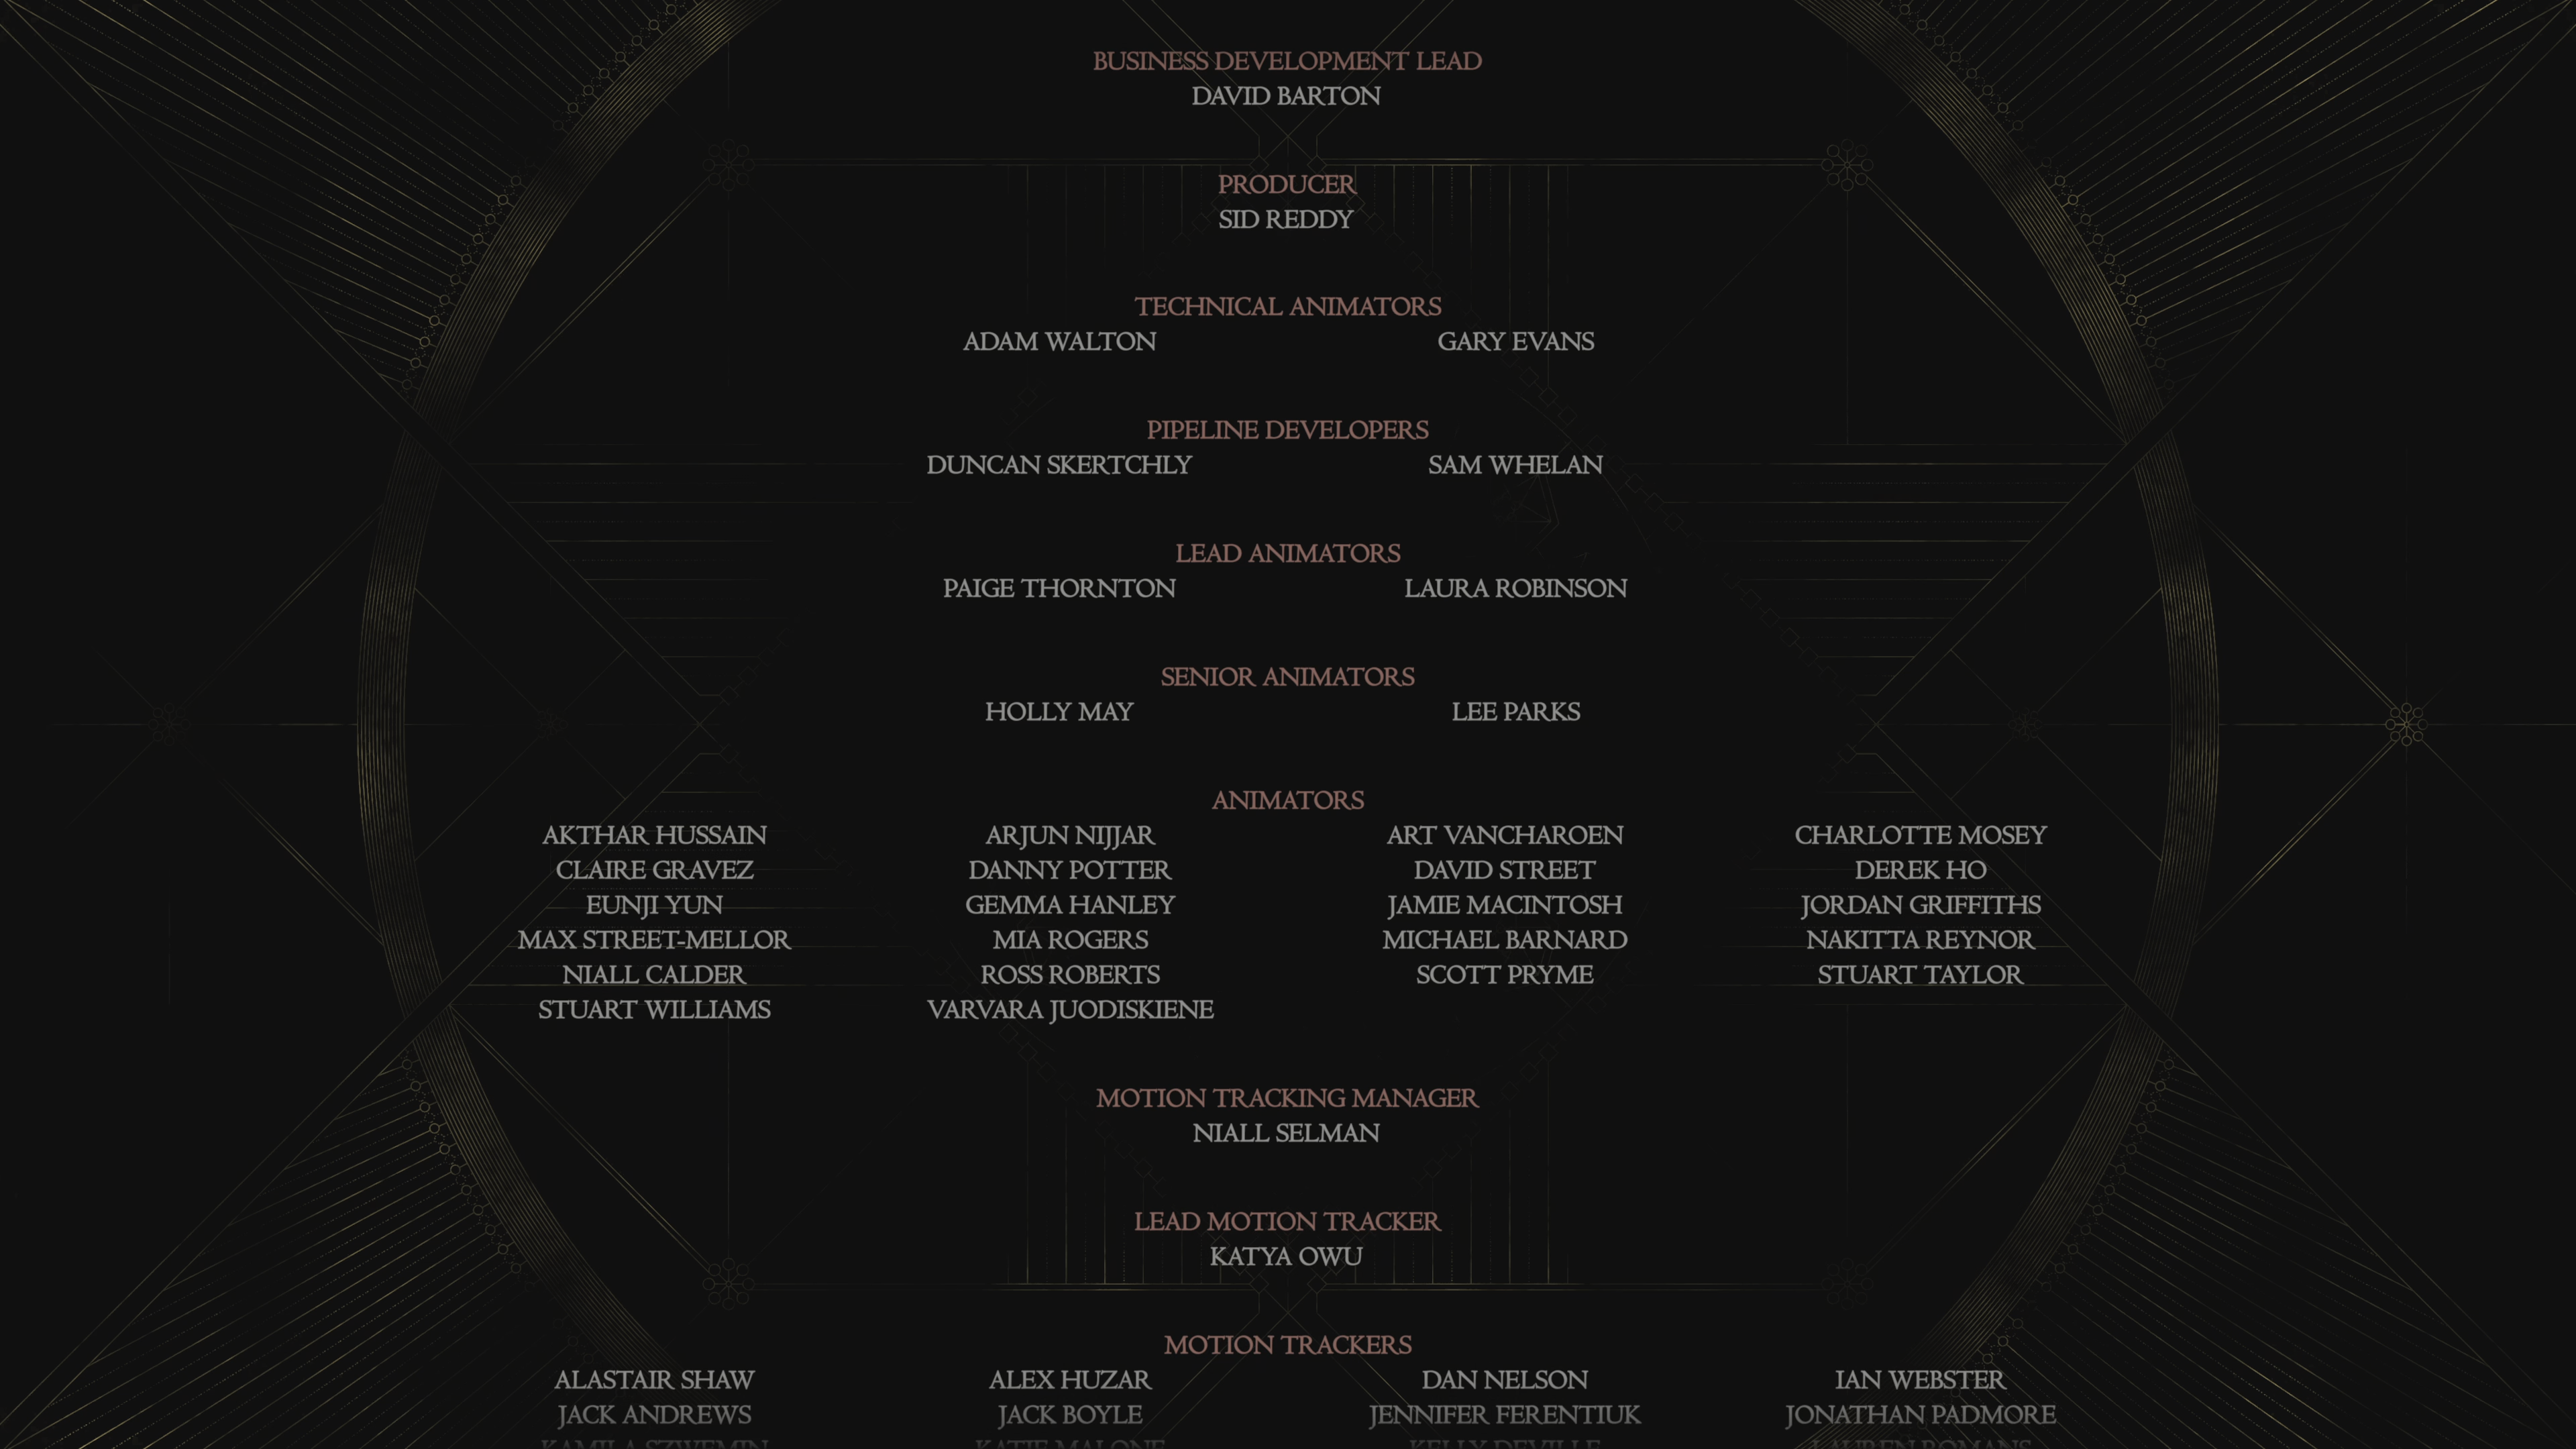 BUSINESS DEVELOPMENT LEAD
DAVID BARTON
PRODUCER
SID REDDY
TECHNICAL ANIMATORS
ADAM WALTON GARY EVANS
PIPELINE DEVELOPERS
DUNCAN SKERTCHLY SAM WHELAN
LEAD ANIMATORS
PAIGE THORNTON LAURA ROBINSON
SENIOR ANIMATORS
HOLLY MAY LEE PARKS
ANIMATORS
AKTHAR HUSSAIN ARJUN NIJJAR ART VANCHAROEN CHARLOTTE MOSEY
CLAIRE GRAVEZ DANNY POTTER DAVID STREET DEREK HO
EUNJI YUN GEMMA HANLEY JAMIE MACINTOSH JORDAN GRIFFITHS
MAX STREET-MELLOR MIA ROGERS MICHAEL BARNARD NAKITTA REYNOR
NIALL CALDER ROSS ROBERTS SCOTT PRYME STUART TAYLOR
STUART WILLIAMS VARVARA JUODISKIENE
MOTION TRACKING MANAGER
NIALL SELMAN
LEAD MOTION TRACKER
KATYA OWU
MOTION TRACKERS
ALASTAIR SHAW ALEX HUZAR DAN NELSON IAN WEBSTER
JACK ANDREWS JACK BOYLE JENNIFER FERENTIUK JONATHAN PADMORE